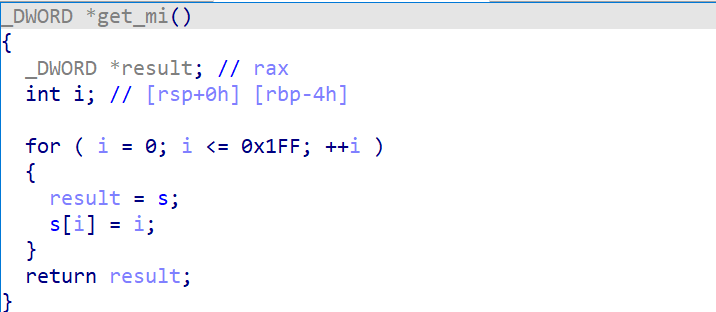 _DWORD *get_mi()
{
  _DWORD *result; // rax
  int i; // [rsp+0h] [rbp-4h]

  for ( i = 0; i <= 0x1FF; ++i )
  {
    result = s;
    s[i] = i;
  }
  return result;
}